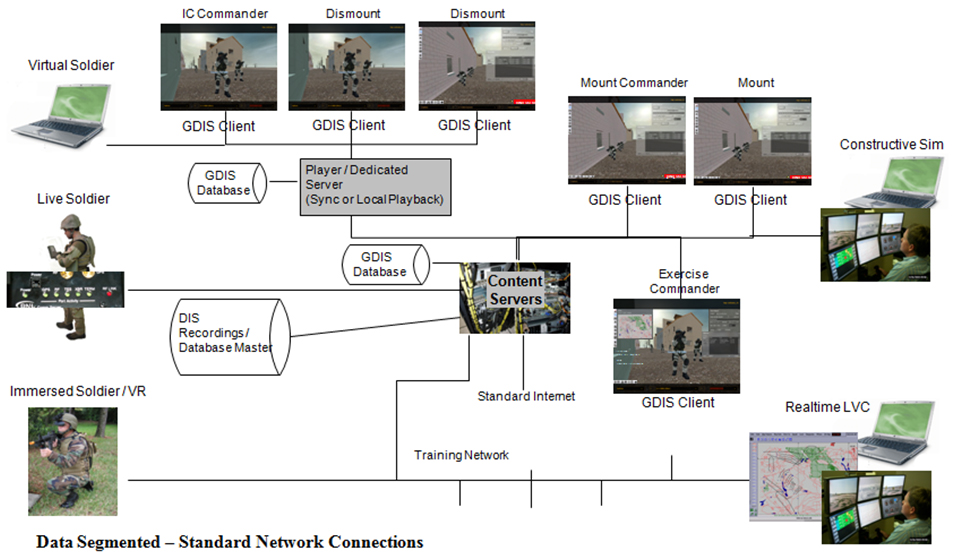 IC Commander
Dismount
Dismount
Virtual Soldier
Mount Commander
Mount
GDIS Client
GDIS Client
GDIS Client
Constructive Sim
GDIS
Database
Player / Dedicated
Server
(Sync or Local Playback)
GDIS Client
GDIS Client
Live Soldier
GDIS
Database
Content
Servers
Exercise
Commander
DIS
Recordings/
Database Master
Immersed Soldier / VR
Standard Internet
GDIS Client
Realtime LVC
Training Network
Data Segmented – Standard Network Connections